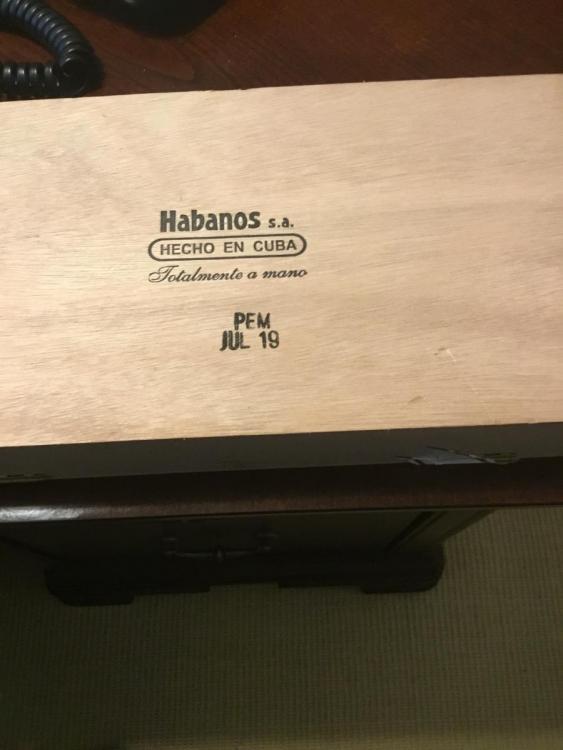 Habanos s.a.
HECHO EN CUBA
Totalmente a mano
PEM
JUL 19